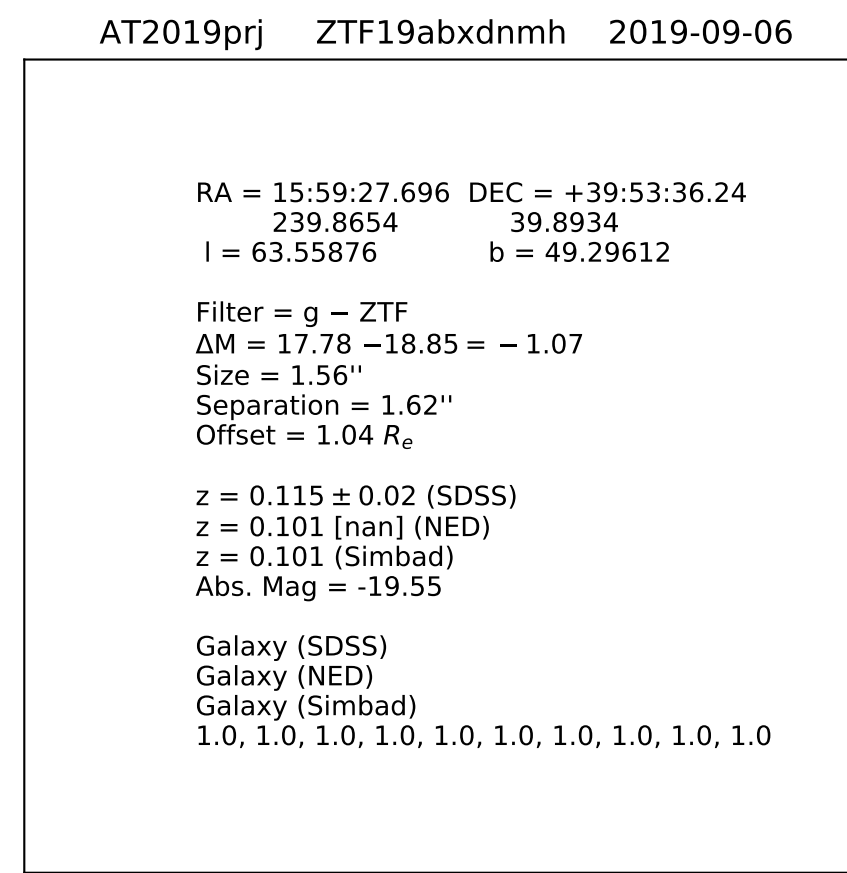 AT2019prj ZTF19abxdnmh 2019-09-06
RA = 15:59:27.696 DEC = +39:53:36.24
239.8654 39.8934
l = 63.55876 b = 49.29612
Filter = g − ZTF
ΔM = 17.78 −18.85 = − 1.07
Size = 1.56''
Separation = 1.62''
Offset = 1.04 Rₑ
z = 0.115 ± 0.02 (SDSS)
z = 0.101 [nan] (NED)
z = 0.101 (Simbad)
Abs. Mag = -19.55
Galaxy (SDSS)
Galaxy (NED)
Galaxy (Simbad)
1.0, 1.0, 1.0, 1.0, 1.0, 1.0, 1.0, 1.0, 1.0, 1.0